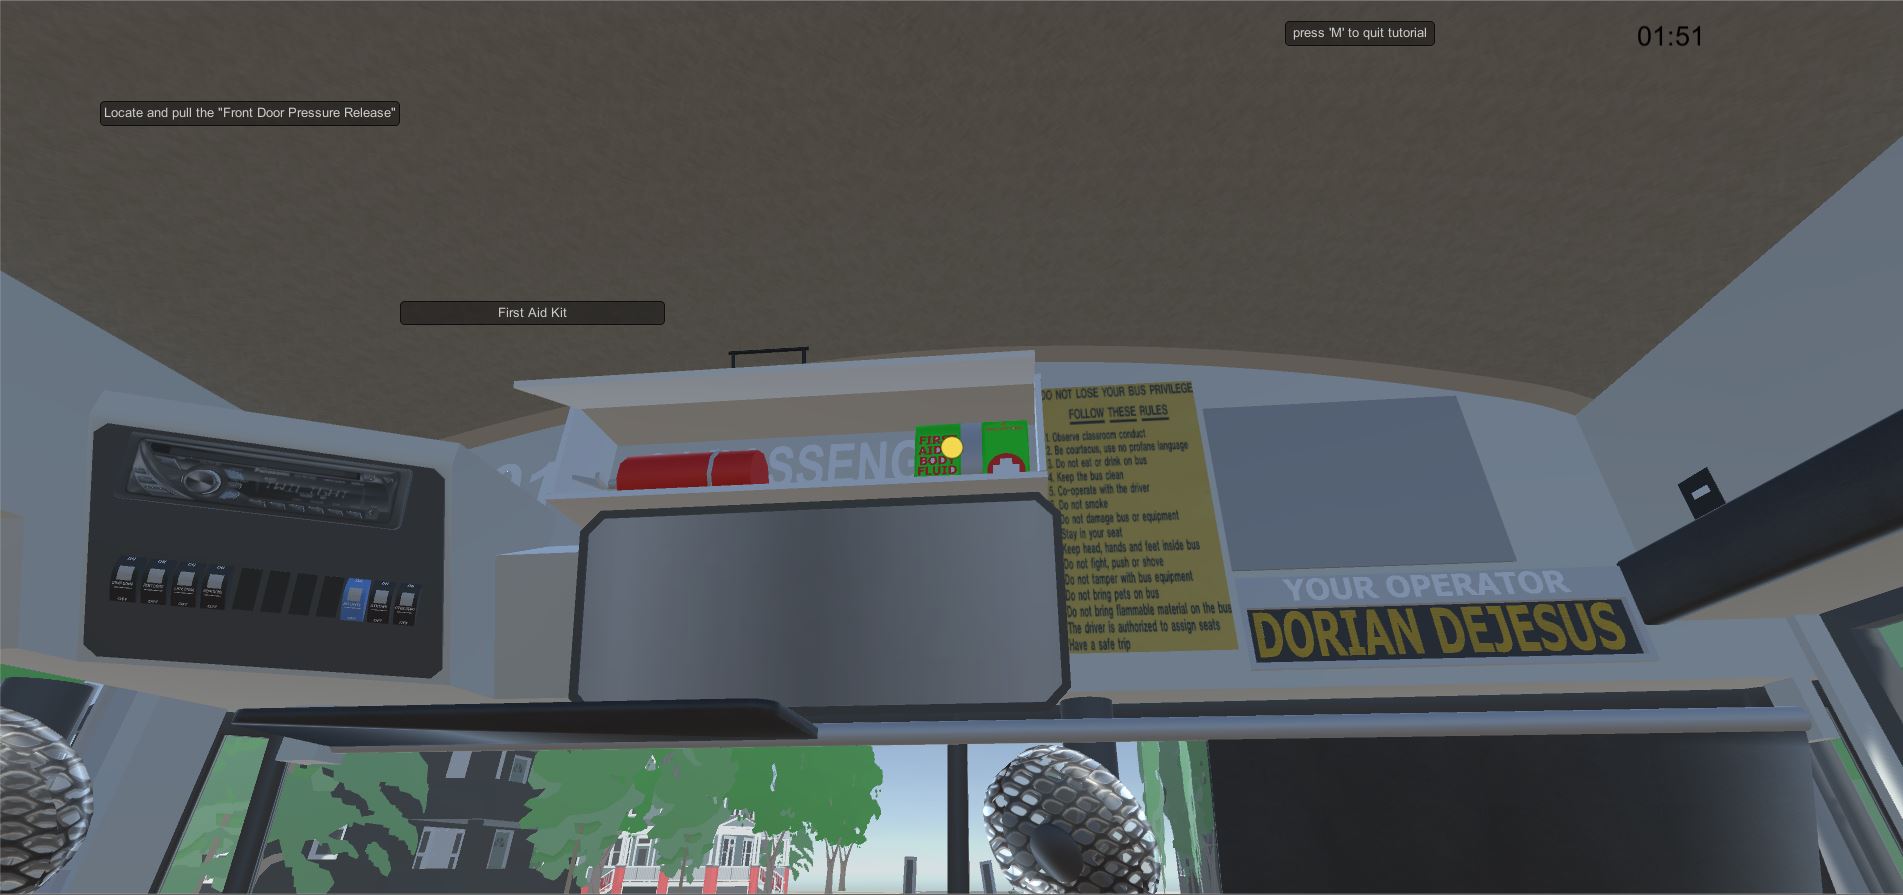 press 'M' to quit tutorial
01:51
Locate and pull the "Front Door Pressure Release"
First Aid Kit
SSENG
FIRST
AID
BODY
FLUID
DO NOT LOSE YOUR BUS PRIVILEGE
FOLLOW THESE RULES
1. Observe classroom conduct
2. Be courteous, use no profane language
3. Do not eat or drink on bus
4. Keep the bus clean
5. Co-operate with the driver
Do not smoke
Do not damage bus or equipment
Stay in your seat
Keep head, hands and feet inside bus
Do not fight, push or shove
Do not tamper with bus equipment
Do not bring pets on bus
Do not bring flammable material on the bus
The driver is authorized to assign seats
Have a safe trip
YOUR OPERATOR
DORIAN DEJESUS